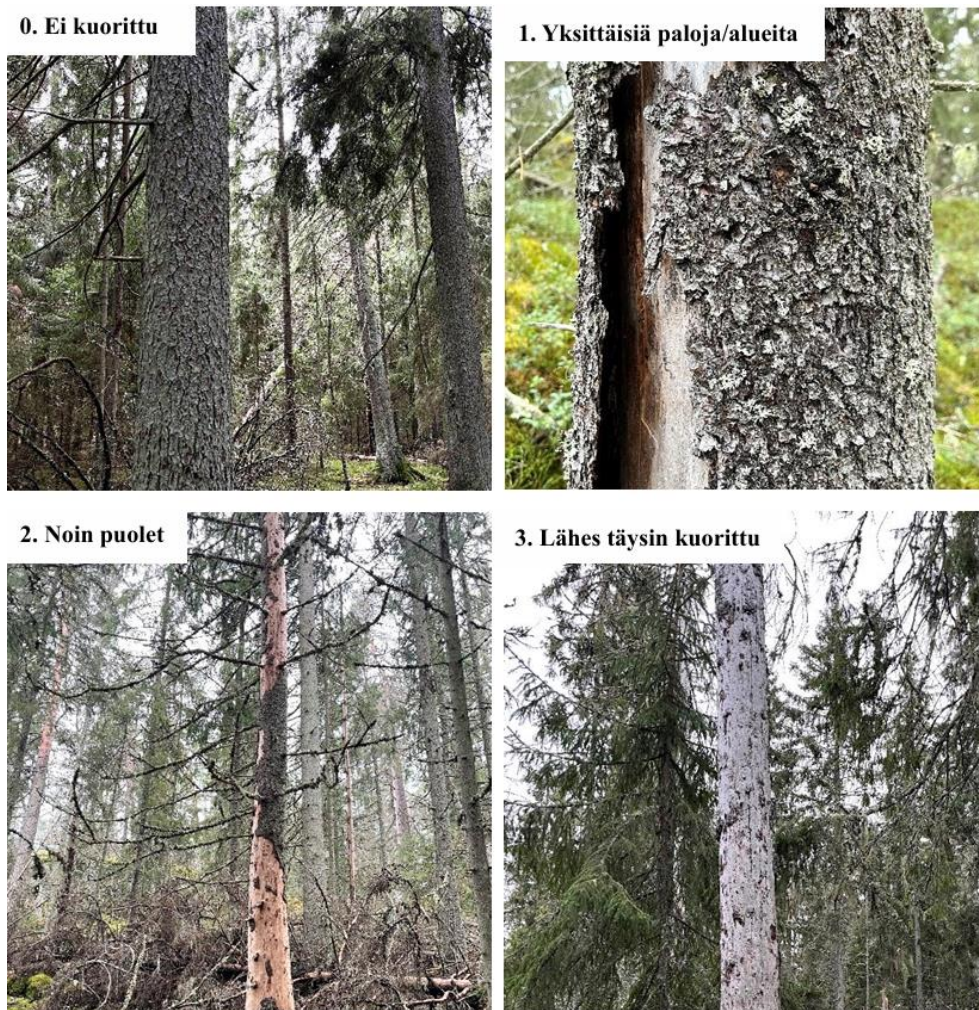 0. Ei kuorittu
1. Yksittäisiä paloja/alueita
2. Noin puolet
3. Lähes täysin kuorittu